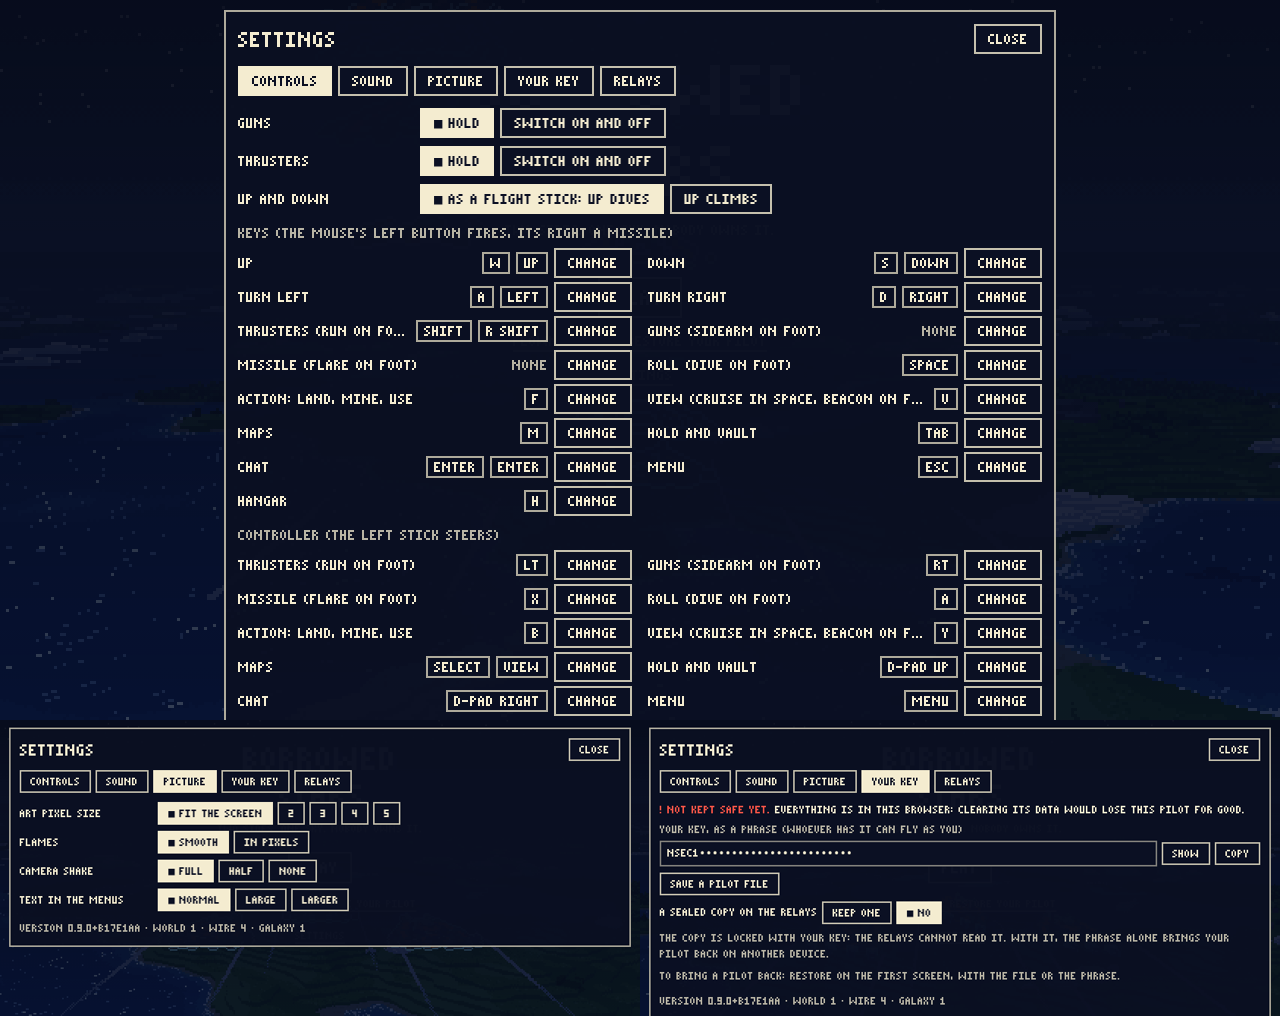 SETTINGS CLOSE
CONTROLS SOUND PICTURE YOUR KEY RELAYS
GUNS HOLD SWITCH ON AND OFF
THRUSTERS HOLD SWITCH ON AND OFF
UP AND DOWN AS A FLIGHT STICK: UP DIVES UP CLIMBS
KEYS (THE MOUSE'S LEFT BUTTON FIRES, ITS RIGHT A MISSILE)
UP W UP CHANGE DOWN S DOWN CHANGE
TURN LEFT A LEFT CHANGE TURN RIGHT D RIGHT CHANGE
THRUSTERS (RUN ON FO... SHIFT R SHIFT CHANGE GUNS (SIDEARM ON FOOT) NONE CHANGE
MISSILE (FLARE ON FOOT) NONE CHANGE ROLL (DIVE ON FOOT) SPACE CHANGE
ACTION: LAND, MINE, USE F CHANGE VIEW (CRUISE IN SPACE, BEACON ON F... V CHANGE
MAPS M CHANGE HOLD AND VAULT TAB CHANGE
CHAT ENTER ENTER CHANGE MENU ESC CHANGE
HANGAR H CHANGE
CONTROLLER (THE LEFT STICK STEERS)
THRUSTERS (RUN ON FOOT) LT CHANGE GUNS (SIDEARM ON FOOT) RT CHANGE
MISSILE (FLARE ON FOOT) X CHANGE ROLL (DIVE ON FOOT) A CHANGE
ACTION: LAND, MINE, USE B CHANGE VIEW (CRUISE IN SPACE, BEACON ON F... Y CHANGE
MAPS SELECT VIEW CHANGE HOLD AND VAULT D-PAD UP CHANGE
CHAT D-PAD RIGHT CHANGE MENU MENU CHANGE
SETTINGS CLOSE
CONTROLS SOUND PICTURE YOUR KEY RELAYS
ART PIXEL SIZE FIT THE SCREEN 2 3 4 5
FLAMES SMOOTH IN PIXELS
CAMERA SHAKE FULL HALF NONE
TEXT IN THE MENUS NORMAL LARGE LARGER
VERSION 0.9.0+B17E1AA · WORLD 1 · WIRE 4 · GALAXY 1
SETTINGS CLOSE
CONTROLS SOUND PICTURE YOUR KEY RELAYS
! NOT KEPT SAFE YET. EVERYTHING IS IN THIS BROWSER: CLEARING ITS DATA WOULD LOSE THIS PILOT FOR GOOD.
YOUR KEY, AS A PHRASE (WHOEVER HAS IT CAN FLY AS YOU)
NSEC1•••••••••••••••••••••••• SHOW COPY
SAVE A PILOT FILE
A SEALED COPY ON THE RELAYS KEEP ONE NO
THE COPY IS LOCKED WITH YOUR KEY: THE RELAYS CANNOT READ IT. WITH IT, THE PHRASE ALONE BRINGS YOUR
PILOT BACK ON ANOTHER DEVICE.
TO BRING A PILOT BACK: RESTORE ON THE FIRST SCREEN, WITH THE FILE OR THE PHRASE.
VERSION 0.9.0+B17E1AA · WORLD 1 · WIRE 4 · GALAXY 1